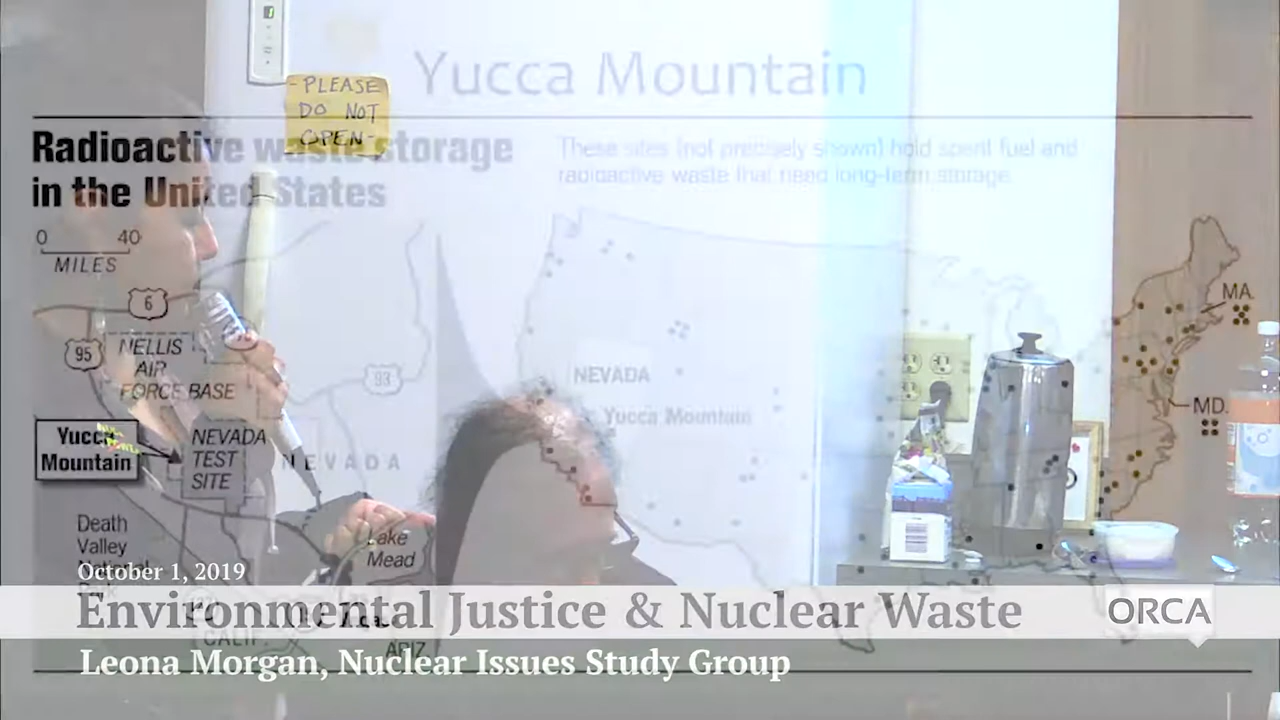 Yucca Mountain
- PLEASE
DO NOT
OPEN -
Radioactive waste storage
in the United States
These sites (not precisely shown) hold spent fuel and
radioactive waste that need long-term storage
0 40
MILES
6
95
93
NELLIS
AIR
FORCE BASE
Yucca
Mountain
NEVADA
TEST
SITE
NEVADA
Death
Valley
National
Lake
Mead
CALIF.
ARIZ.
NEVADA
Yucca Mountain
MA.
MD.
October 1, 2019
Environmental Justice & Nuclear Waste
ORCA
Leona Morgan, Nuclear Issues Study Group